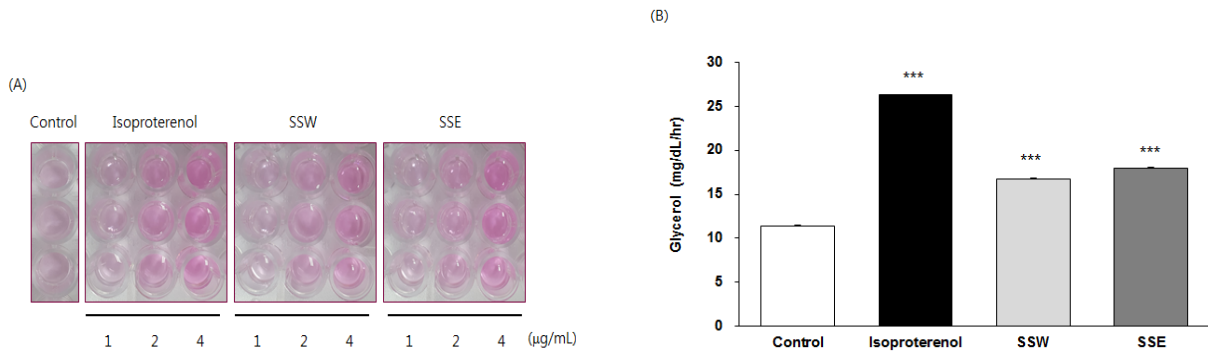 (A)
Control Isoproterenol SSW SSE
1 2 4 1 2 4 1 2 4 (μg/mL)
(B)
Glycerol (mg/dL/hr)
30
25
20
15
10
5
0
***
***
***
Control Isoproterenol SSW SSE